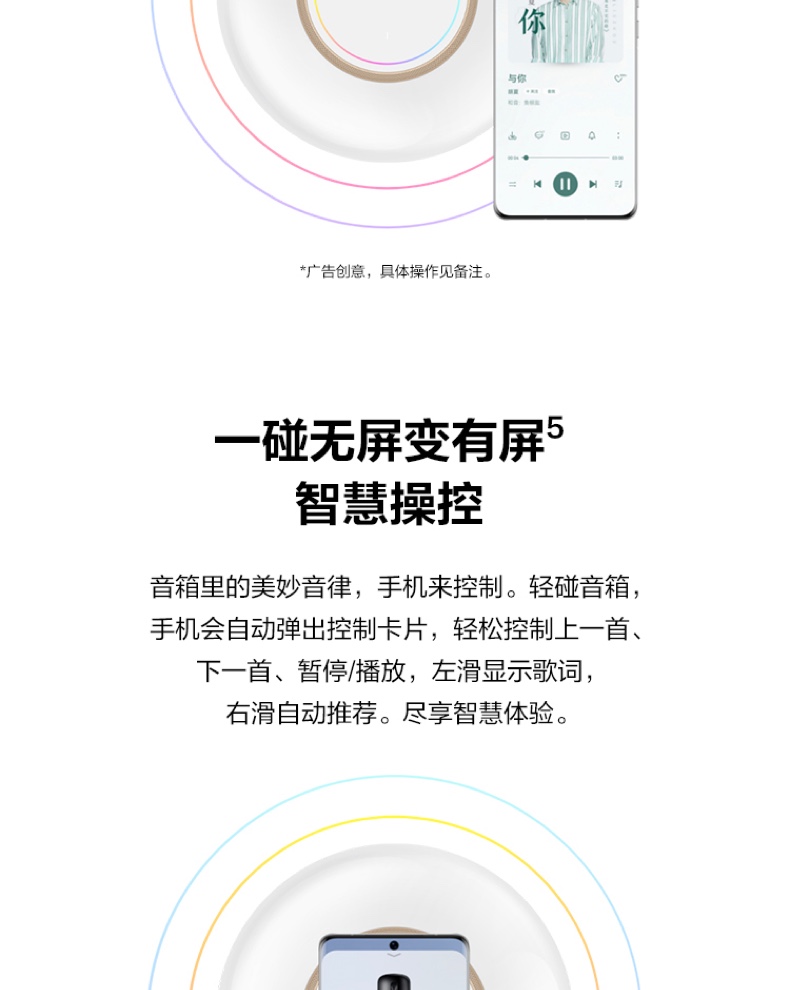 你
与你
*广告创意，具体操作见备注。
一碰无屏变有屏5
智慧操控
音箱里的美妙音律，手机来控制。轻碰音箱，
手机会自动弹出控制卡片，轻松控制上一首、
下一首、暂停/播放，左滑显示歌词，
右滑自动推荐。尽享智慧体验。